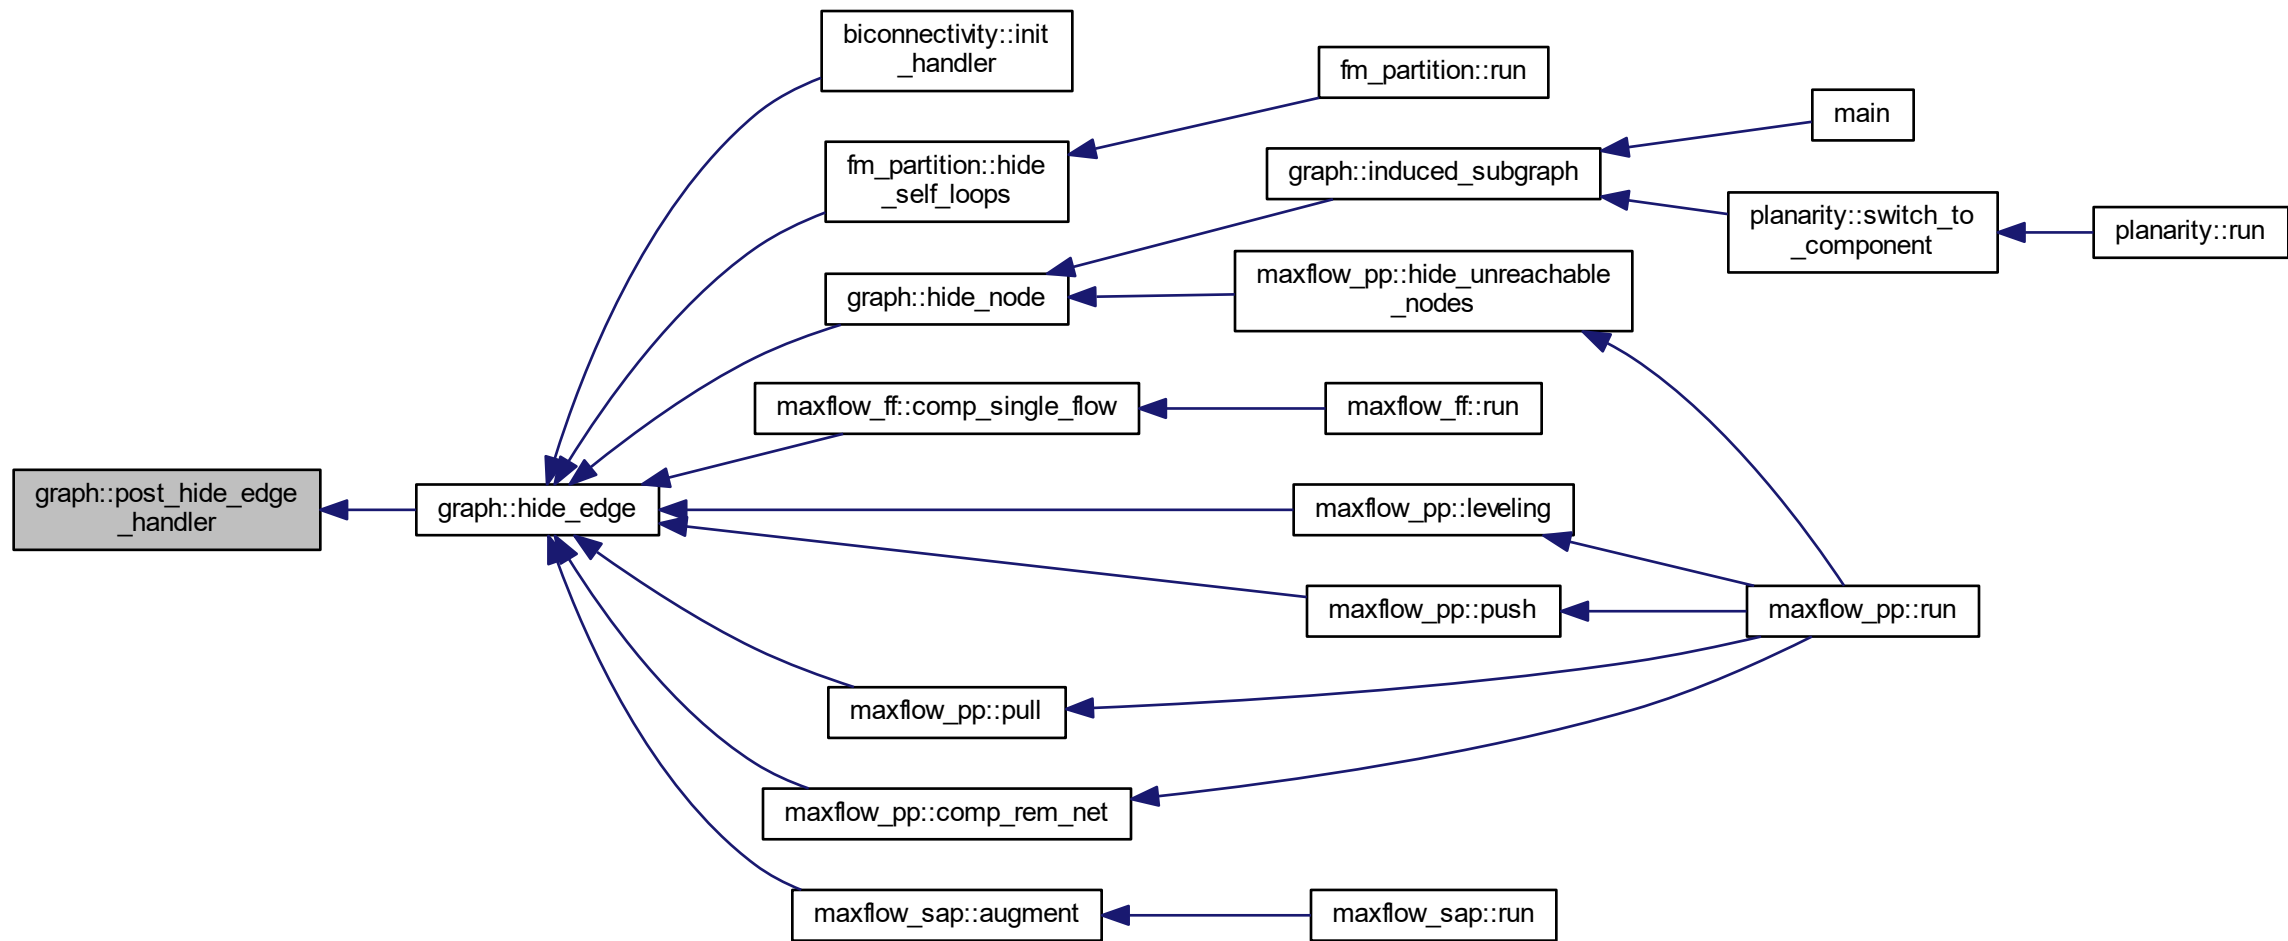 biconnectivity::init
_handler
fm_partition::run
main
fm_partition::hide
_self_loops
graph::induced_subgraph
planarity::switch_to
_component
planarity::run
graph::hide_node
maxflow_pp::hide_unreachable
_nodes
maxflow_ff::comp_single_flow
maxflow_ff::run
graph::post_hide_edge
_handler
graph::hide_edge
maxflow_pp::leveling
maxflow_pp::push
maxflow_pp::run
maxflow_pp::pull
maxflow_pp::comp_rem_net
maxflow_sap::augment
maxflow_sap::run